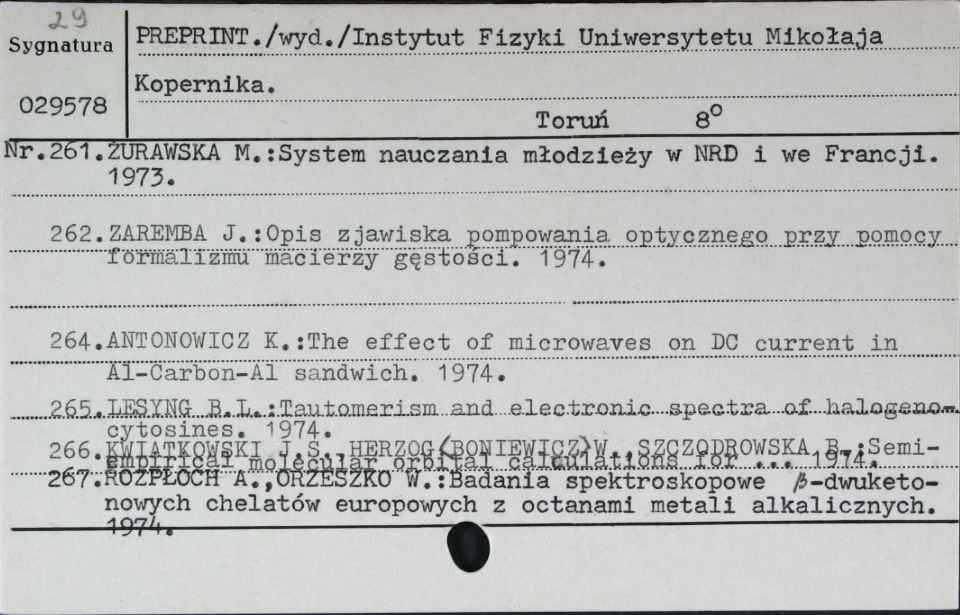 29
Sygnatura
029578
PREPRINT./wyd./Instytut Fizyki Uniwersytetu Mikołaja
Kopernika.
Toruń 8º
Nr.261.ŻURAWSKA M.:System nauczania młodzieży w NRD i we Francji.
1973.
262.ZAREMBA J.:Opis zjawiska pompowania optycznego przy pomocy
formalizmu macierzy gęstości. 1974.
264.ANTONOWICZ K.:The effect of microwaves on DC current in
Al-Carbon-Al sandwich. 1974.
265.LESYNG B.L.:Tautomerism and electronic spectra of halogeno-
cytosines. 1974.
266.KWIATKOWSKI J.S. HERZOG(BONIEWICZ)W., SZCZODROWSKA B.:Semi-
empirical molecular orbital calculations for ... 1974.
267.ROZPŁOCH A.,ORZESZKO W.:Badania spektroskopowe β-dwuketo-
nowych chelatów europowych z octanami metali alkalicznych.
1974.